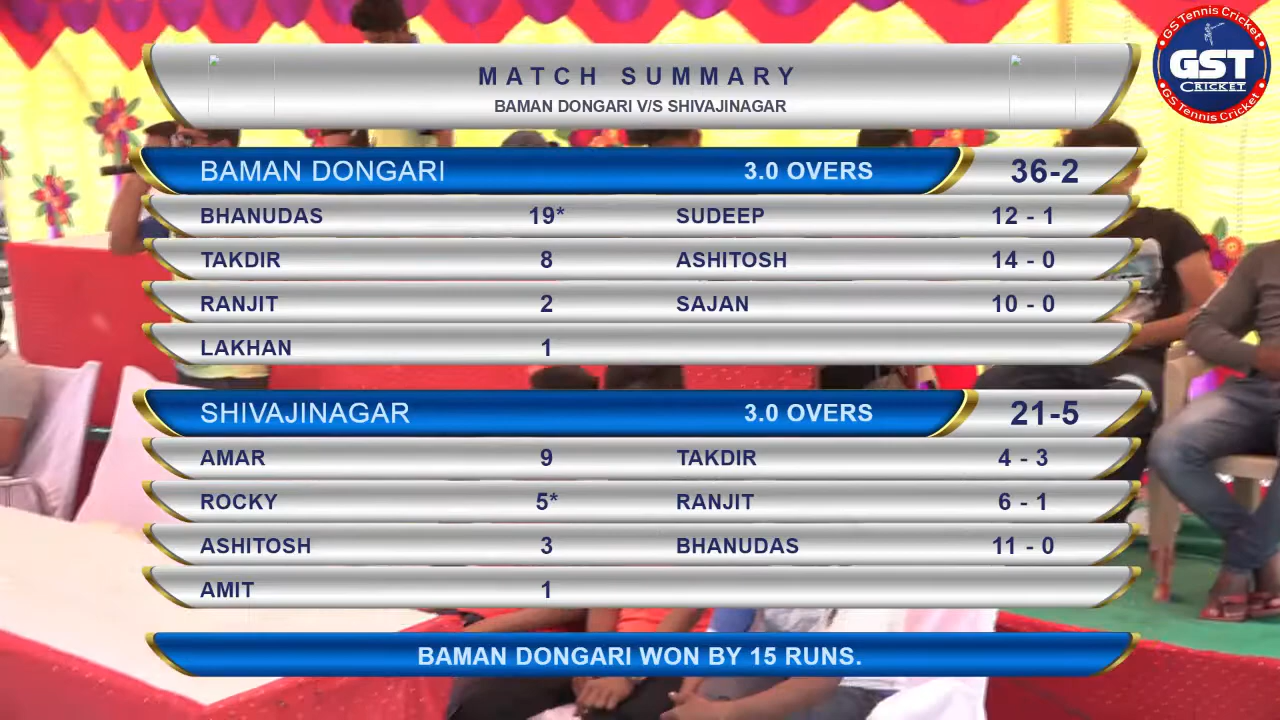 GS Tennis Cricket
GST
CRICKET
GS Tennis Cricket
MATCH SUMMARY
BAMAN DONGARI V/S SHIVAJINAGAR
BAMAN DONGARI 3.0 OVERS 36-2
BHANUDAS 19* SUDEEP 12 - 1
TAKDIR 8 ASHITOSH 14 - 0
RANJIT 2 SAJAN 10 - 0
LAKHAN 1
SHIVAJINAGAR 3.0 OVERS 21-5
AMAR 9 TAKDIR 4 - 3
ROCKY 5* RANJIT 6 - 1
ASHITOSH 3 BHANUDAS 11 - 0
AMIT 1
BAMAN DONGARI WON BY 15 RUNS.